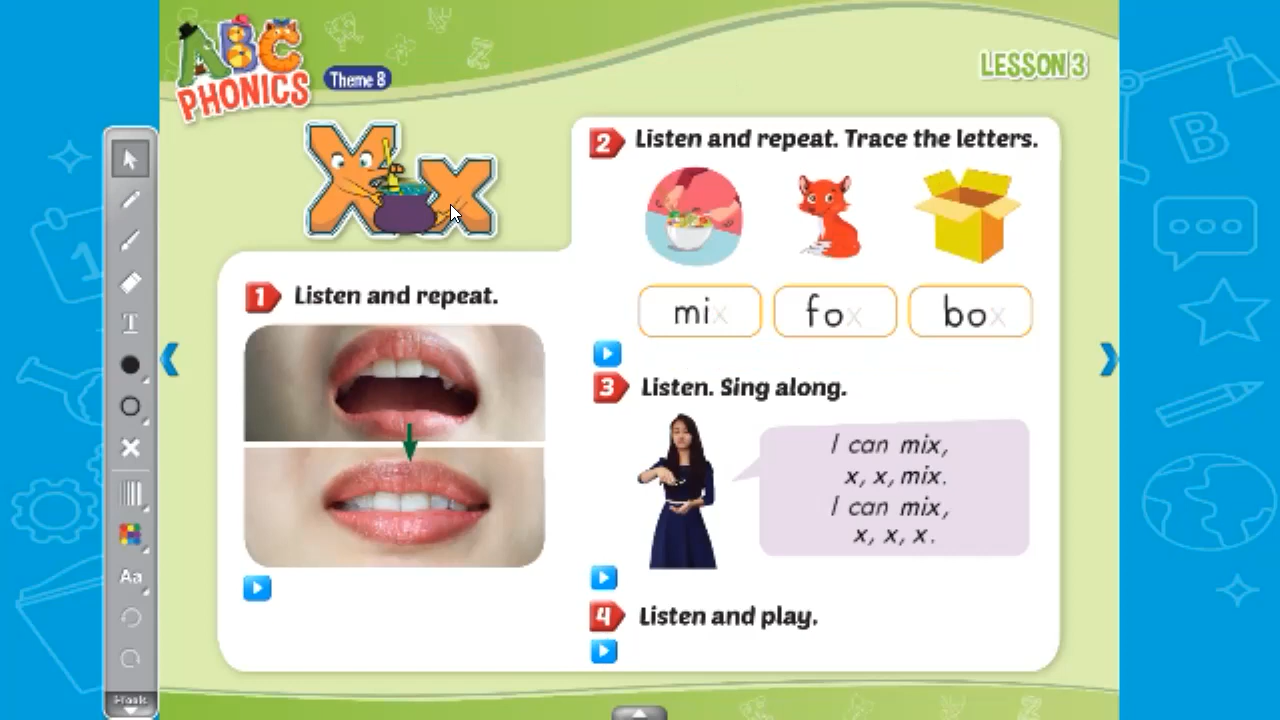 ABC
PHONICS
Theme 8
LESSON 3
Xx
1 Listen and repeat.
2 Listen and repeat. Trace the letters.
mix
fox
box
3 Listen. Sing along.
I can mix,
x, x, mix.
I can mix,
x, x, x.
4 Listen and play.
T
Aa